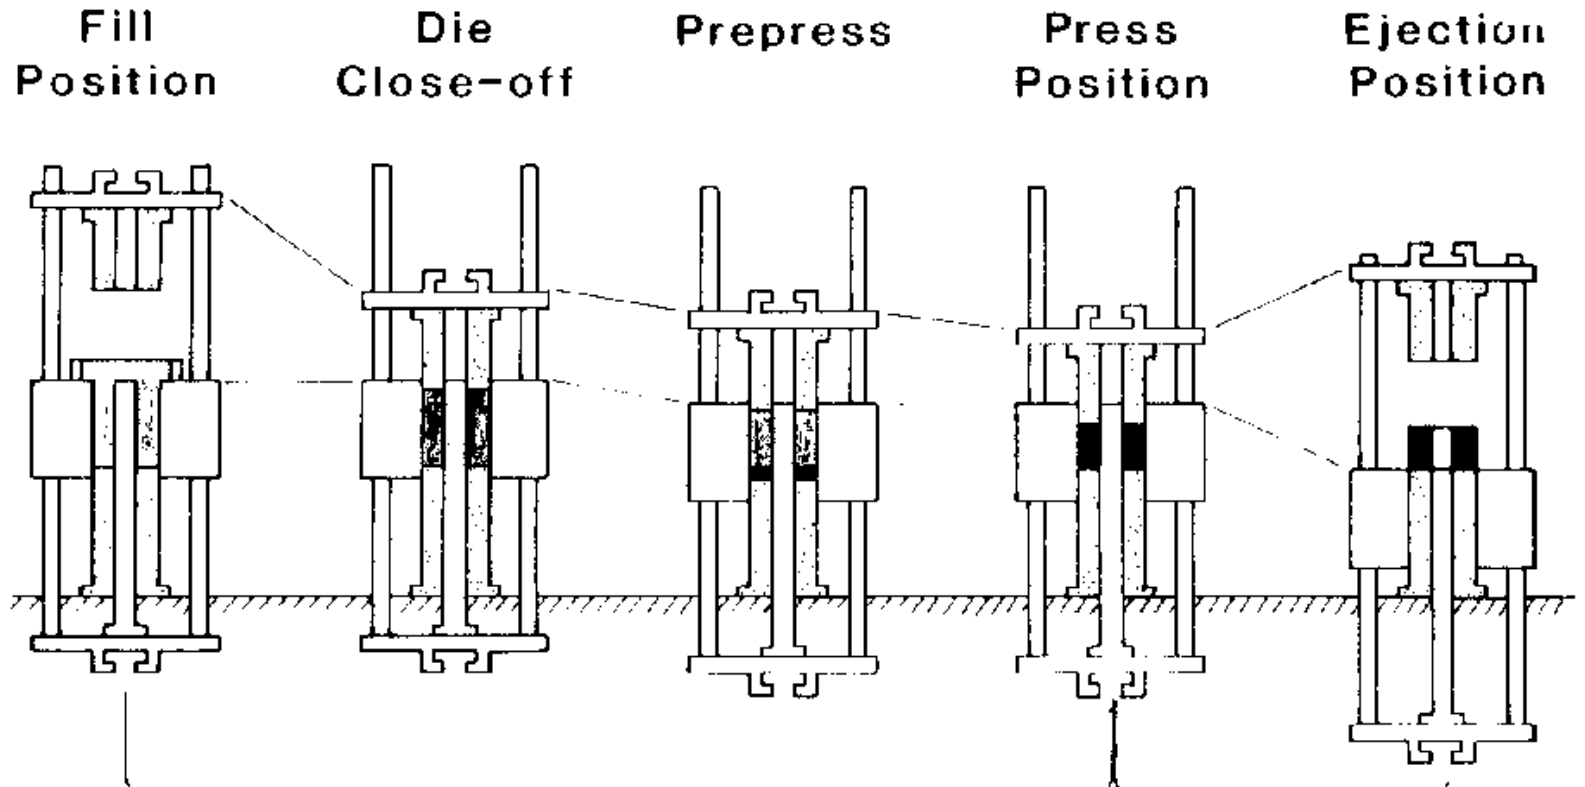 Fill
Position
Die
Close-off
Prepress
Press
Position
Ejection
Position